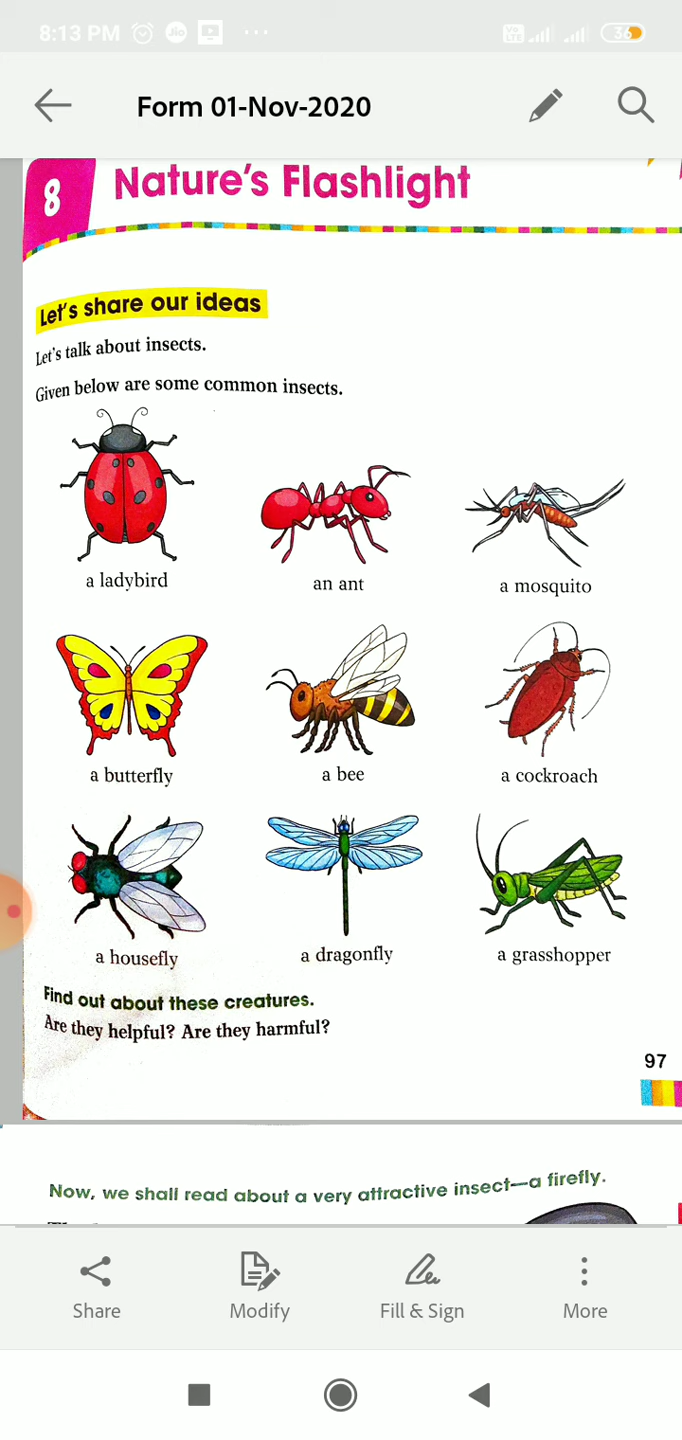 8:13 PM
36
Form 01-Nov-2020
8 Nature's Flashlight
Let's share our ideas
Let's talk about insects.
Given below are some common insects.
a ladybird
an ant
a mosquito
a butterfly
a bee
a cockroach
a housefly
a dragonfly
a grasshopper
Find out about these creatures.
Are they helpful? Are they harmful?
97
Now, we shall read about a very attractive insect—a firefly.
Share
Modify
Fill & Sign
More